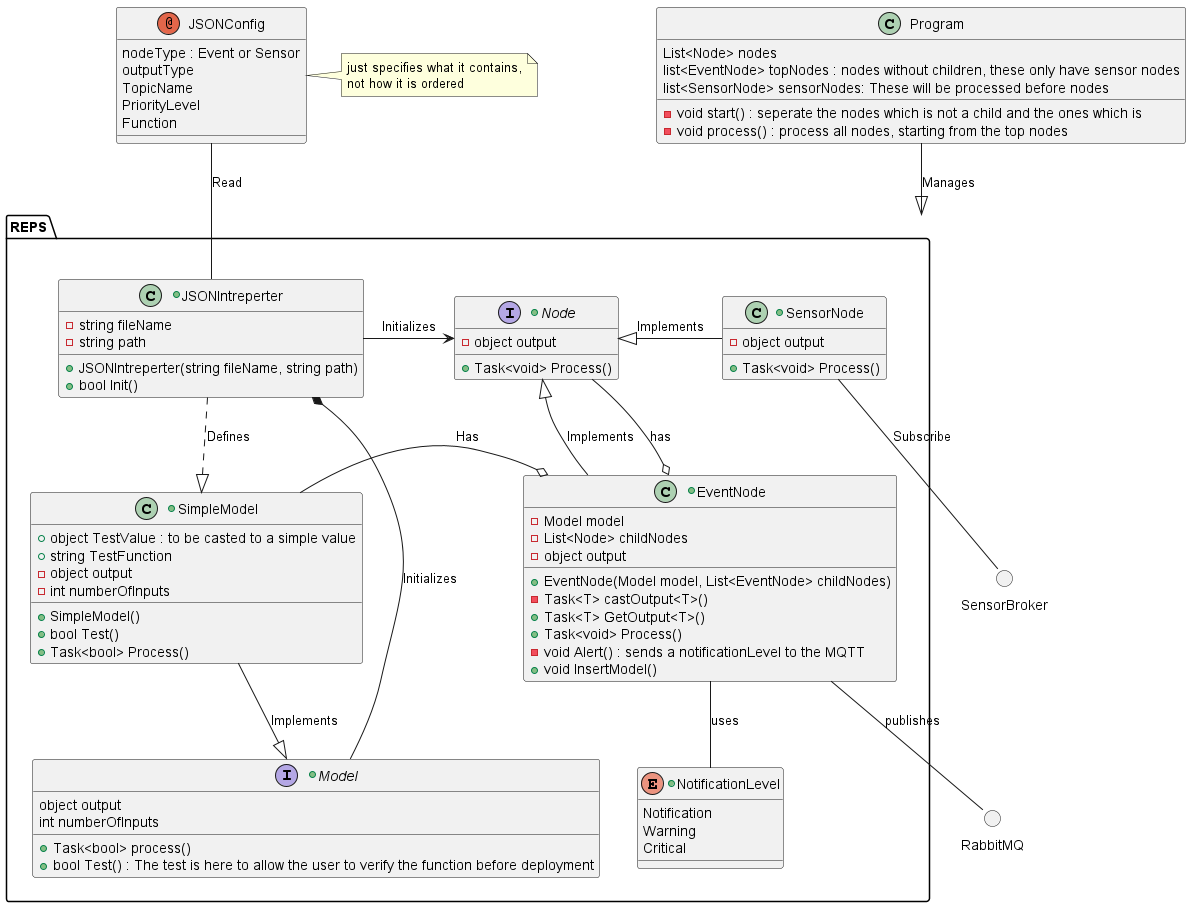 @ JSONConfig
nodeType : Event or Sensor
outputType
TopicName
PriorityLevel
Function
just specifies what it contains,
not how it is ordered
C Program
List<Node> nodes
list<EventNode> topNodes : nodes without children, these only have sensor nodes
list<SensorNode> sensorNodes: These will be processed before nodes
void start() : seperate the nodes which is not a child and the ones which is
void process() : process all nodes, starting from the top nodes
Read
Manages
REPS
C JSONIntreperter
string fileName
string path
JSONIntreperter(string fileName, string path)
bool Init()
Initializes
I Node
object output
Task<void> Process()
Implements
C SensorNode
object output
Task<void> Process()
Defines
Has
Implements
has
Subscribe
C SimpleModel
object TestValue : to be casted to a simple value
string TestFunction
object output
int numberOfInputs
SimpleModel()
bool Test()
Task<bool> Process()
Initializes
C EventNode
Model model
List<Node> childNodes
object output
EventNode(Model model, List<EventNode> childNodes)
Task<T> castOutput<T>()
Task<T> GetOutput<T>()
Task<void> Process()
void Alert() : sends a notificationLevel to the MQTT
void InsertModel()
SensorBroker
Implements
uses
publishes
I Model
object output
int numberOfInputs
Task<bool> process()
bool Test() : The test is here to allow the user to verify the function before deployment
E NotificationLevel
Notification
Warning
Critical
RabbitMQ